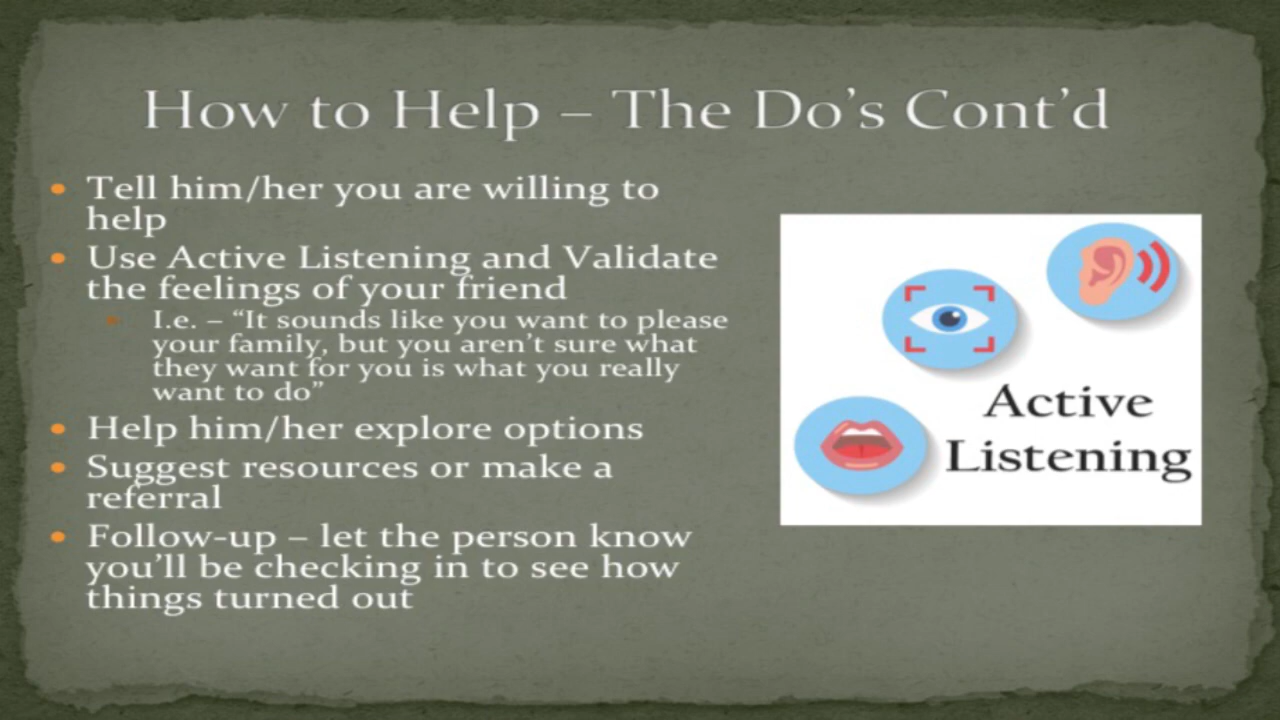 How to Help – The Do's Cont'd
• Tell him/her you are willing to
help
• Use Active Listening and Validate
the feelings of your friend
• I.e. – “It sounds like you want to please
your family, but you aren’t sure what
they want for you is what you really
want to do”
• Help him/her explore options
• Suggest resources or make a
referral
• Follow-up – let the person know
you’ll be checking in to see how
things turned out
Active
Listening